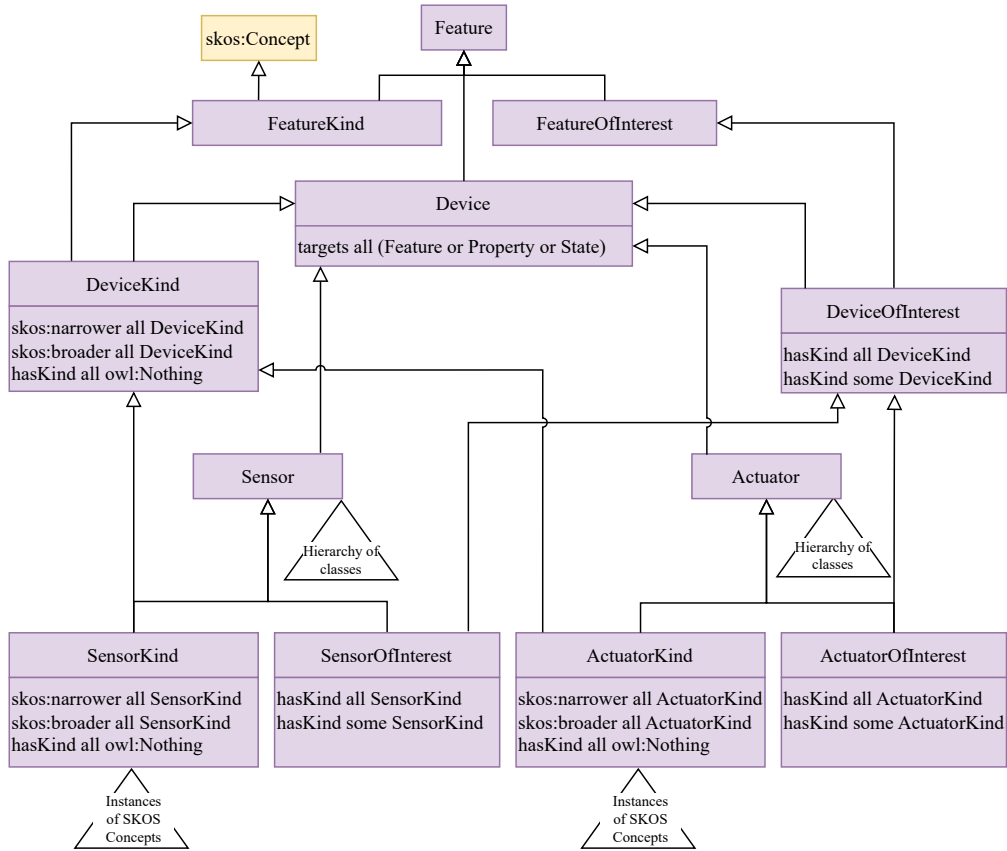 Feature
skos:Concept
FeatureKind
FeatureOfInterest
Device
targets all (Feature or Property or State)
DeviceKind
skos:narrower all DeviceKind
skos:broader all DeviceKind
hasKind all owl:Nothing
DeviceOfInterest
hasKind all DeviceKind
hasKind some DeviceKind
Sensor
Hierarchy of
classes
Actuator
Hierarchy of
classes
SensorKind
skos:narrower all SensorKind
skos:broader all SensorKind
hasKind all owl:Nothing
SensorOfInterest
hasKind all SensorKind
hasKind some SensorKind
ActuatorKind
skos:narrower all ActuatorKind
skos:broader all ActuatorKind
hasKind all owl:Nothing
ActuatorOfInterest
hasKind all ActuatorKind
hasKind some ActuatorKind
Instances
of SKOS
Concepts
Instances
of SKOS
Concepts